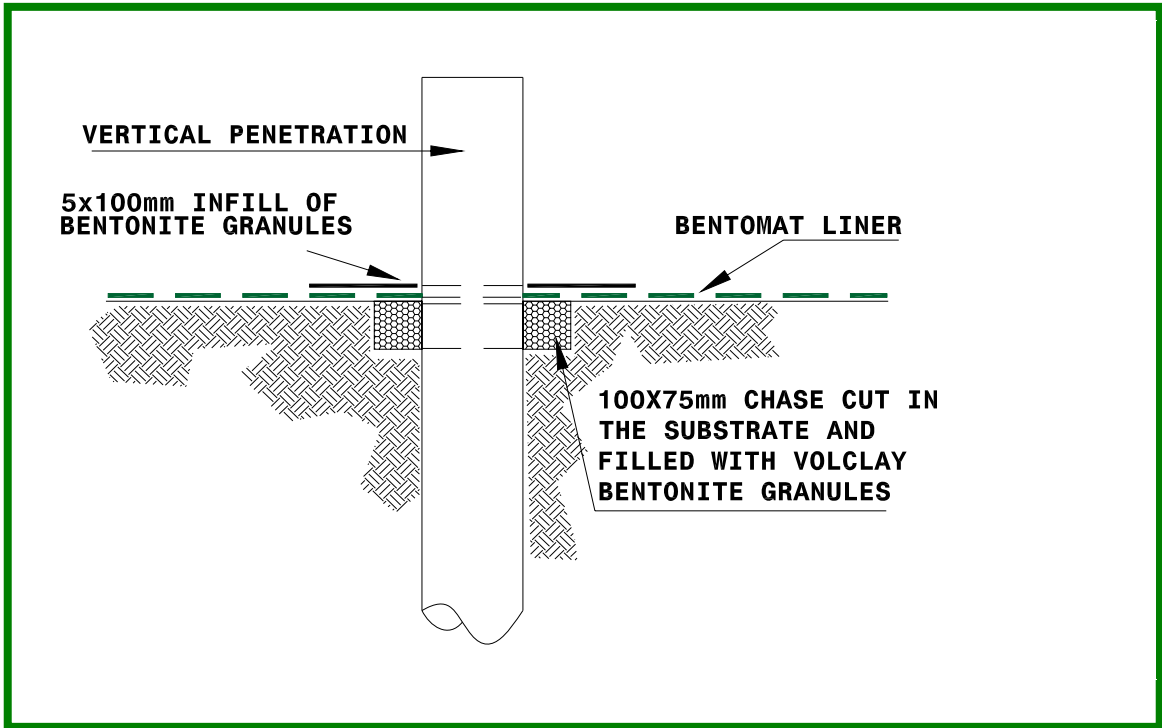 VERTICAL PENETRATION
5x100mm INFILL OF
BENTONITE GRANULES
BENTOMAT LINER
100X75mm CHASE CUT IN
THE SUBSTRATE AND
FILLED WITH VOLCLAY
BENTONITE GRANULES